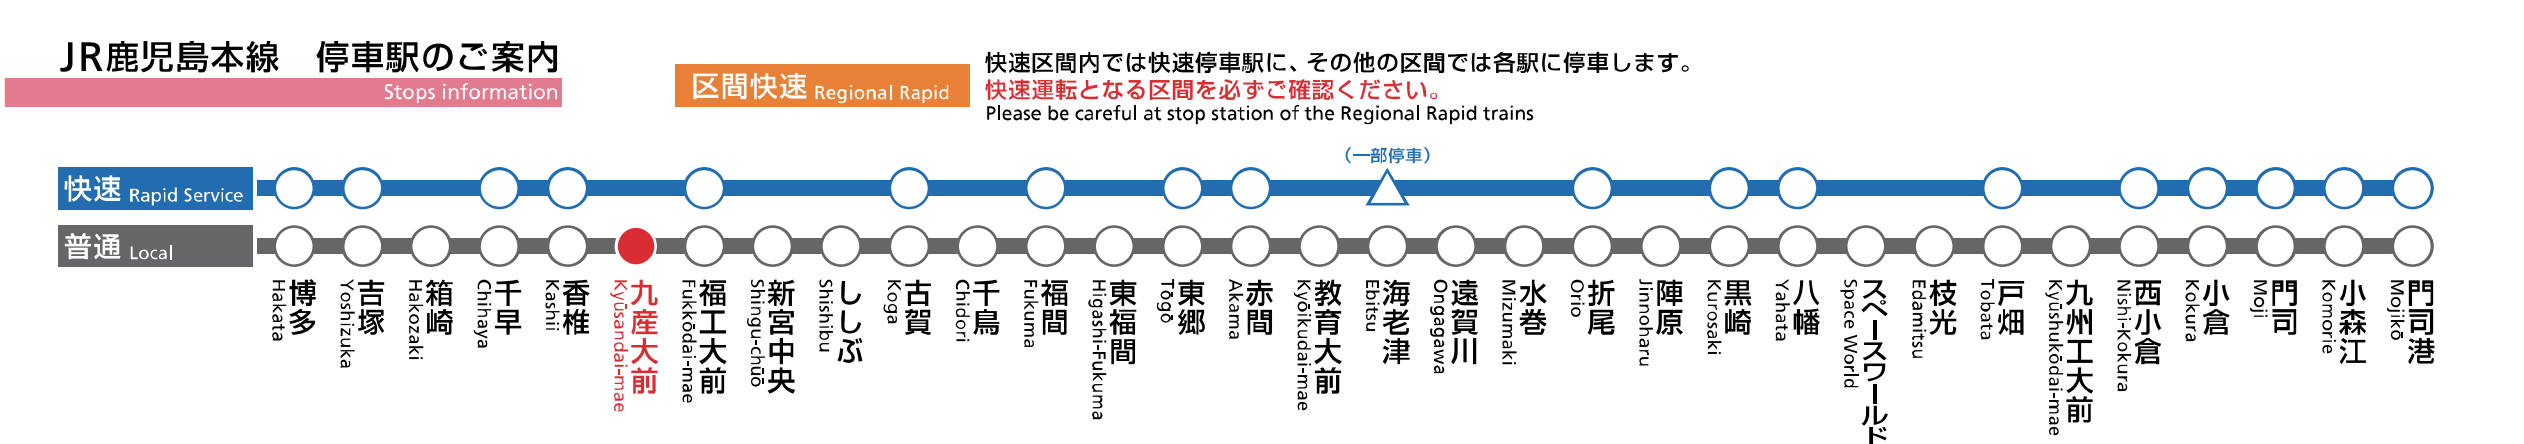 JR鹿児島本線　停車駅のご案内
Stops information
区間快速 Regional Rapid
快速区間内では快速停車駅に、その他の区間では各駅に停車します。
快速運転となる区間を必ずご確認ください。
Please be careful at stop station of the Regional Rapid trains
（一部停車）
快速 Rapid Service
普通 Local
博多
Hakata
吉塚
Yoshizuka
箱崎
Hakozaki
千早
Chihaya
香椎
Kashii
九産大前
Kyūsandai-mae
福工大前
Fukkōdai-mae
新宮中央
Shingu-chūō
ししぶ
Shishibu
古賀
Koga
千鳥
Chidori
福間
Fukuma
東福間
Higashi-Fukuma
東郷
Tōgō
赤間
Akama
教育大前
Kyōikudai-mae
海老津
Ebitsu
遠賀川
Ongagawa
水巻
Mizumaki
折尾
Orio
陣原
Jinnoharu
黒崎
Kurosaki
八幡
Yahata
スペースワールド
Space World
枝光
Edamitsu
戸畑
Tobata
九州工大前
Kyūshukōdai-mae
西小倉
Nishi-Kokura
小倉
Kokura
門司
Moji
小森江
Komorie
門司港
Mojikō